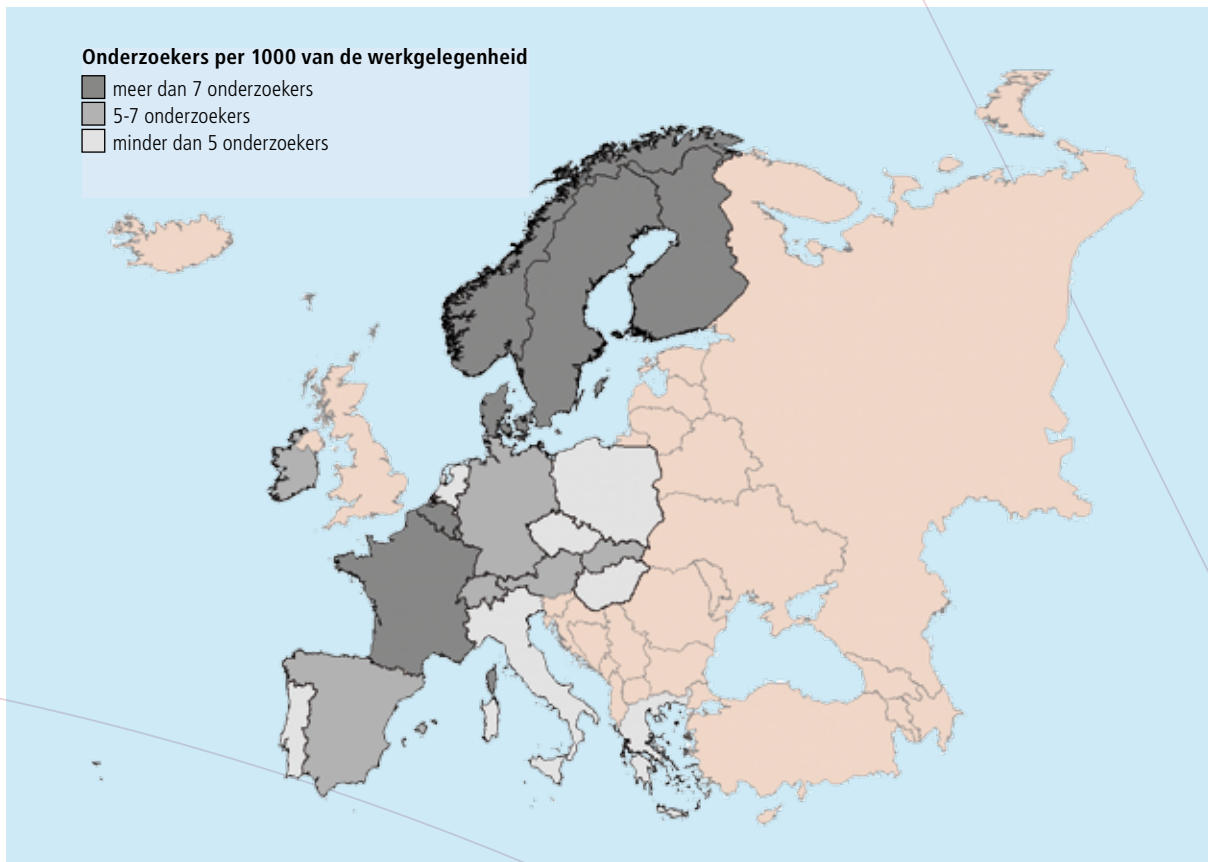 Onderzoekers per 1000 van de werkgelegenheid
meer dan 7 onderzoekers
5-7 onderzoekers
minder dan 5 onderzoekers